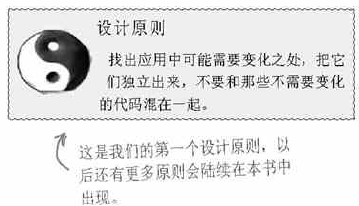 设计原则
找出应用中可能需要变化之处，把它
们独立出来，不要和那些不需要变化
的代码混在一起。
这是我们的第一个设计原则，以
后还有更多原则会陆续在本书中
出现。